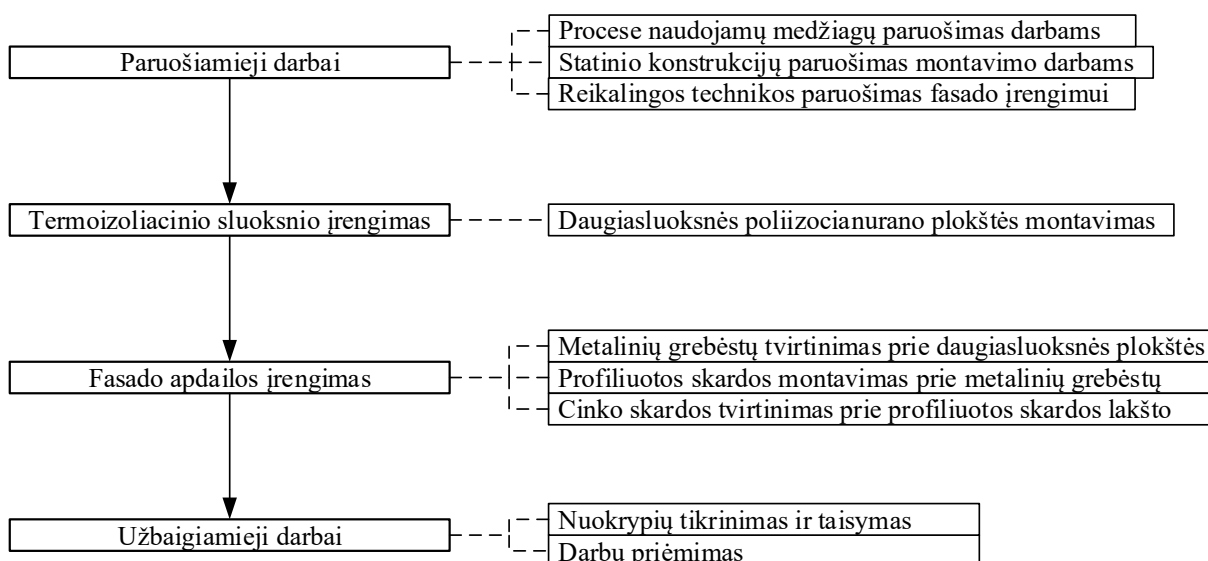 Paruošiamieji darbai
Procese naudojamų medžiagų paruošimas darbams
Statinio konstrukcijų paruošimas montavimo darbams
Reikalingos technikos paruošimas fasado įrengimui
Termoizoliacinio sluoksnio įrengimas
Daugiasluoksnės poliizocianurano plokštės montavimas
Fasado apdailos įrengimas
Metalinių grebėstų tvirtinimas prie daugiasluoksnės plokštės
Profiliuotos skardos montavimas prie metalinių grebėstų
Cinko skardos tvirtinimas prie profiliuotos skardos lakšto
Užbaigiamieji darbai
Nuokrypių tikrinimas ir taisymas
Darbų priėmimas